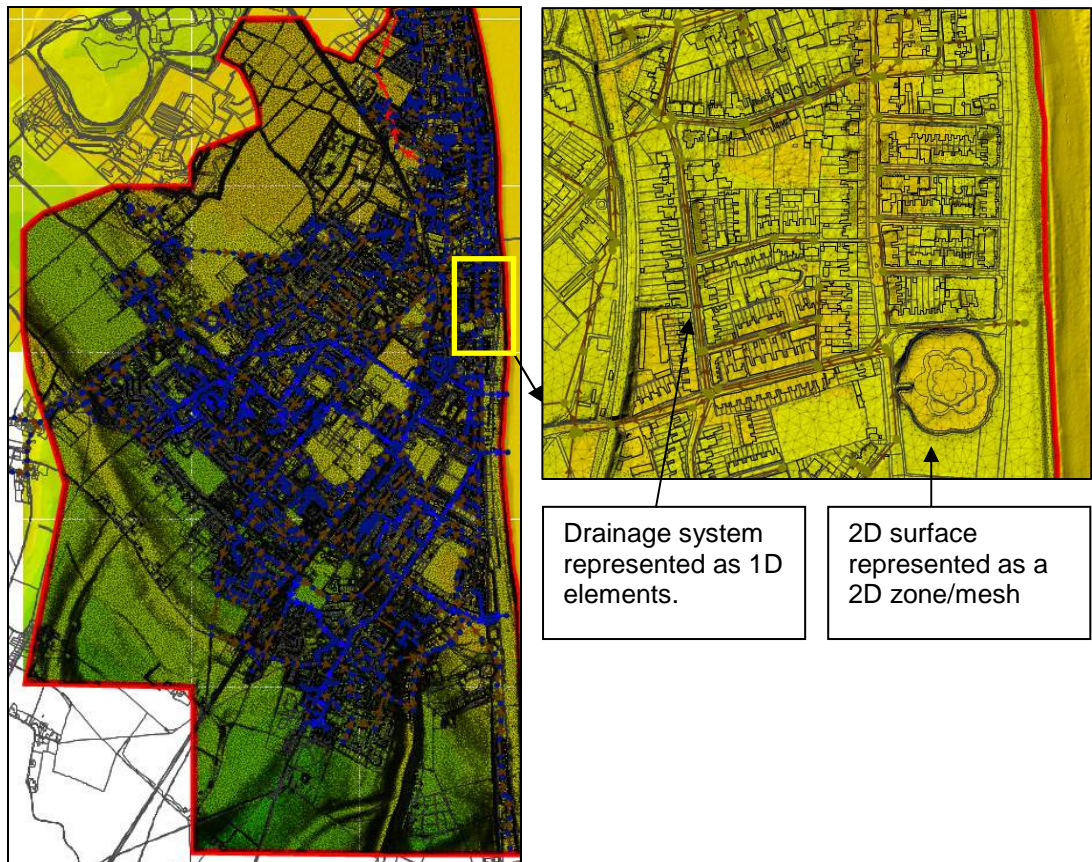 Drainage system
represented as 1D
elements.
2D surface
represented as a
2D zone/mesh